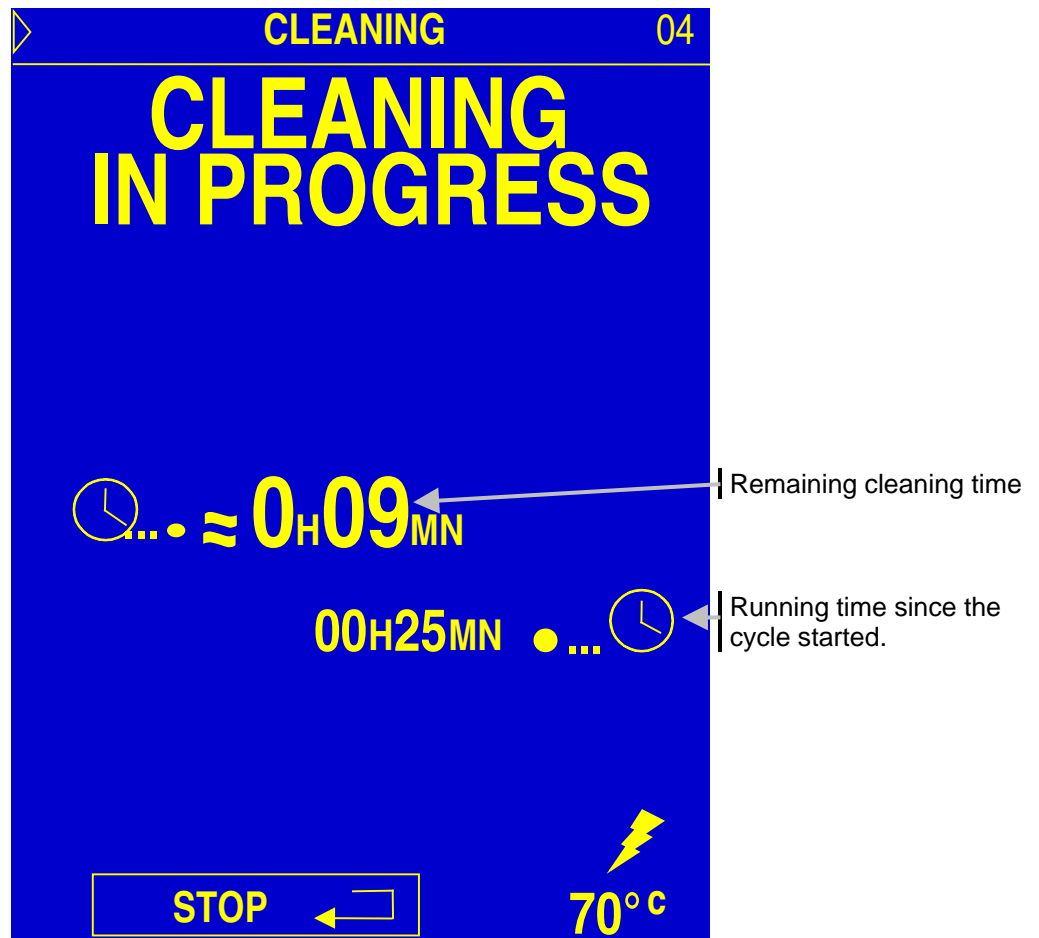 CLEANING 04
CLEANING
IN PROGRESS
≈ 0H09MN
Remaining cleaning time
00H25MN
Running time since the
cycle started.
STOP
70°C